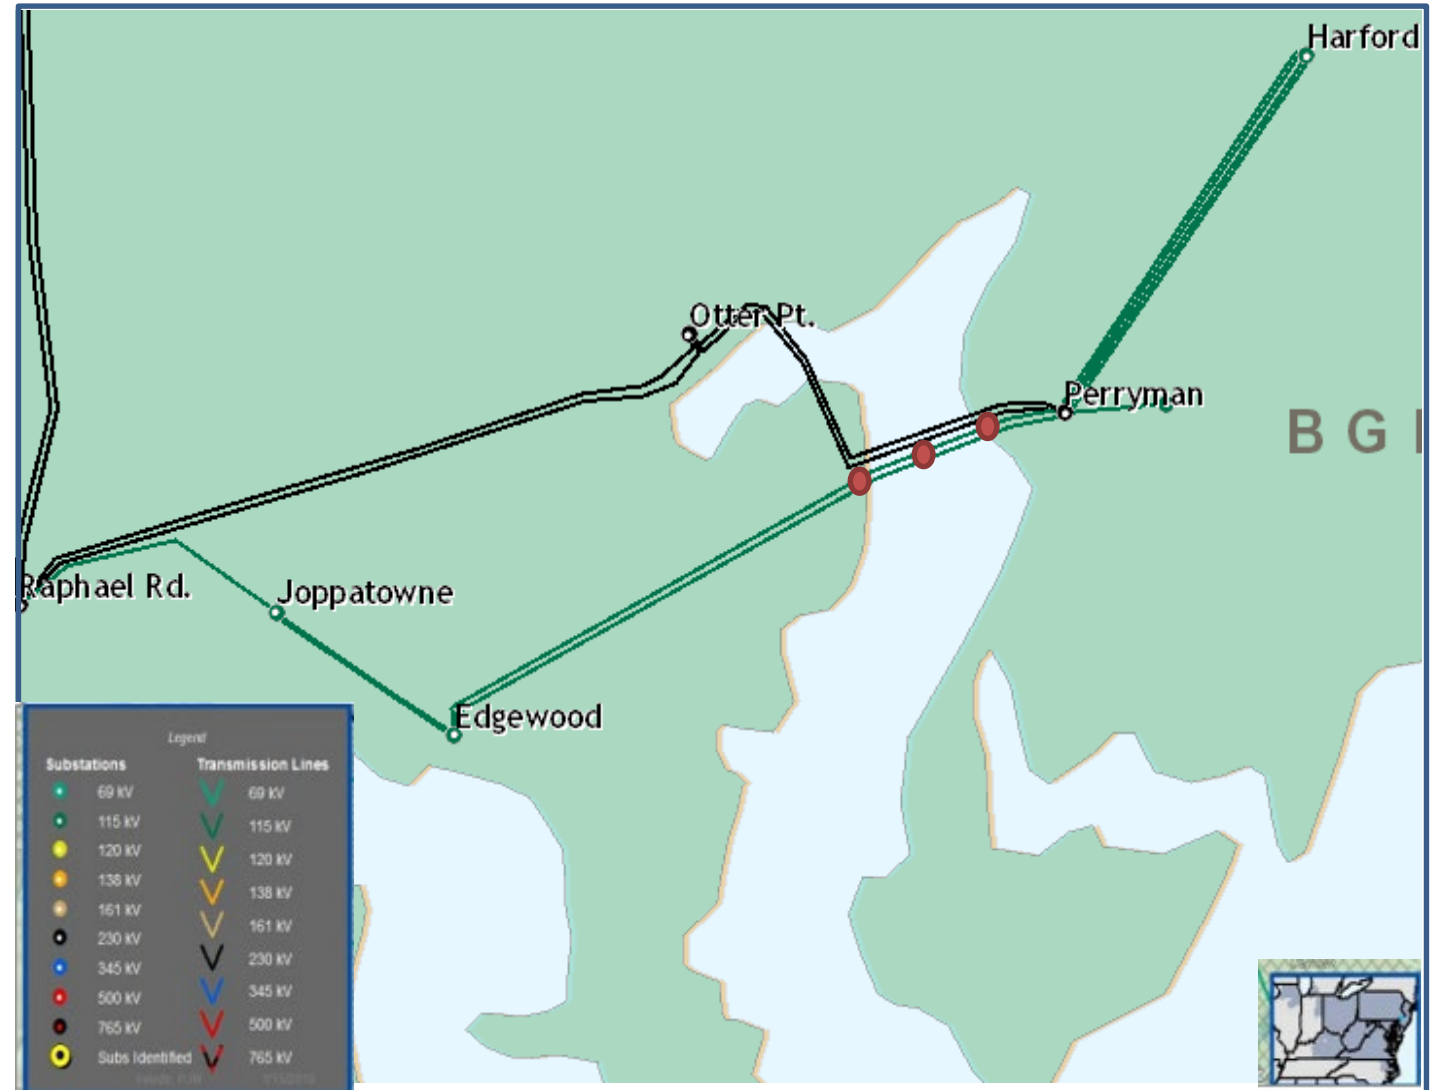 Harford
Otter Pt.
Perryman
B G
Raphael Rd.
Joppatowne
Edgewood
Legend
Substations
Transmission Lines
69 kV
69 kV
115 kV
115 kV
120 kV
120 kV
138 kV
138 kV
161 kV
161 kV
230 kV
230 kV
345 kV
345 kV
500 kV
500 kV
765 kV
765 kV
Subs Identified